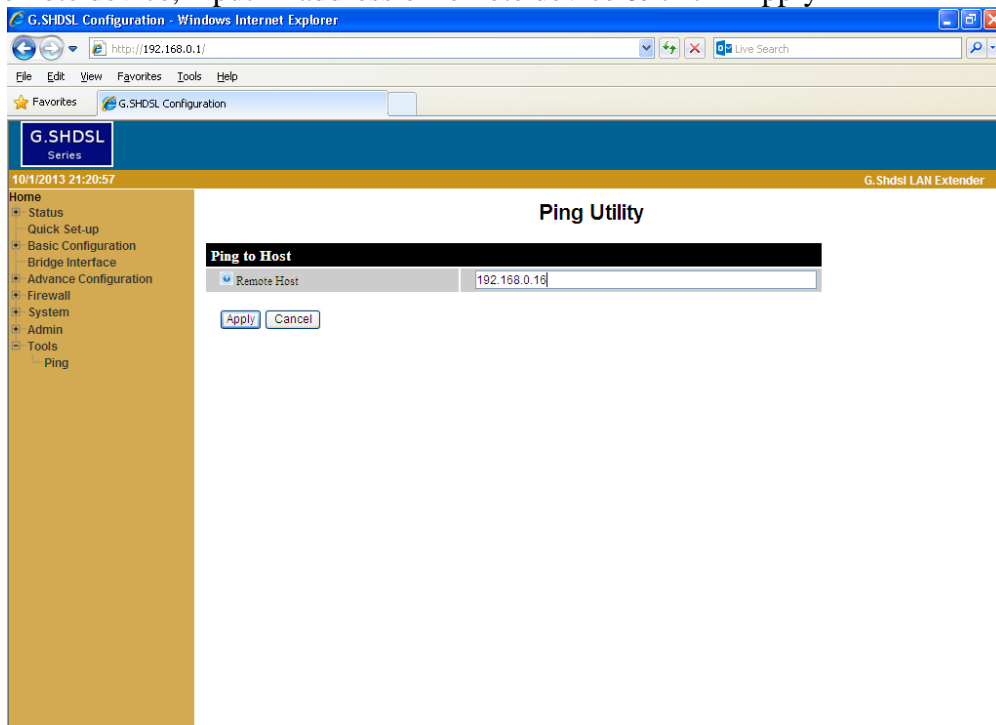 G.SHDSL Configuration - Windows Internet Explorer
http://192.168.0.1/
Live Search
File Edit View Favorites Tools Help
Favorites
G.SHDSL Configuration
G.SHDSL
Series
10/1/2013 21:20:57
G.Shdsl LAN Extender
Home
Status
Quick Set-up
Basic Configuration
Bridge Interface
Advance Configuration
Firewall
System
Admin
Tools
Ping
Ping Utility
Ping to Host
Remote Host
192.168.0.16
Apply Cancel